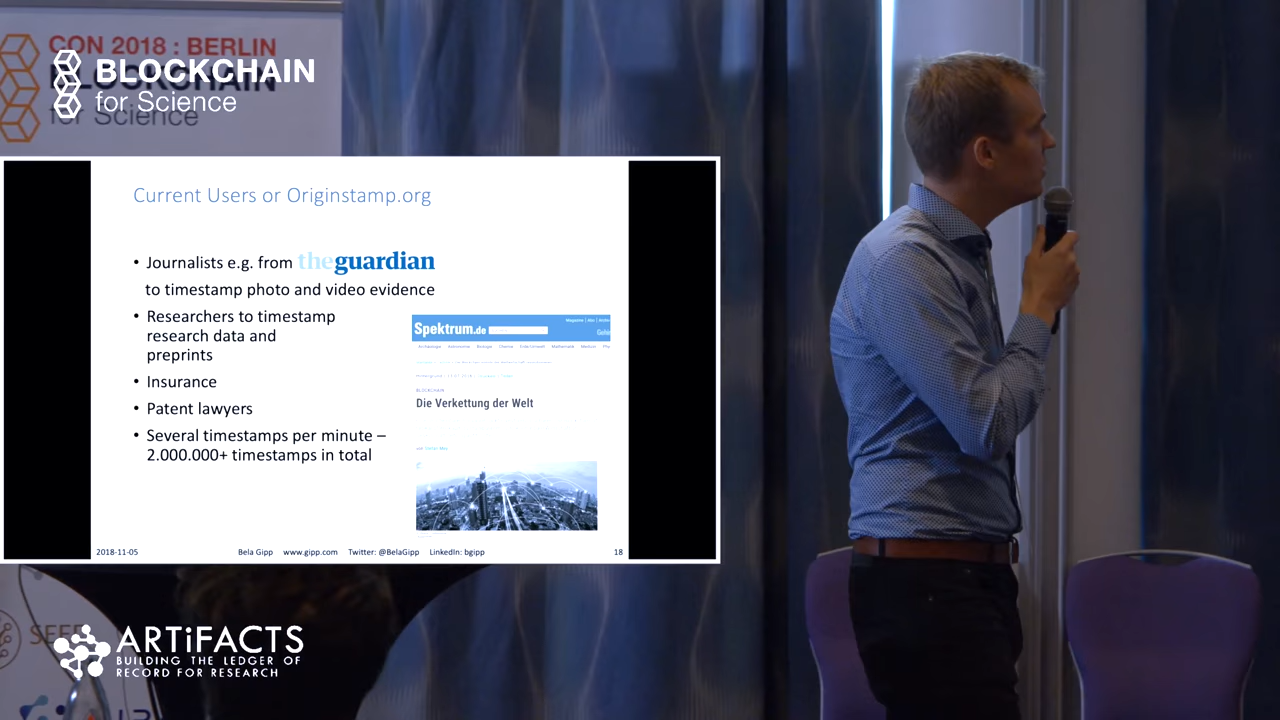 CON 2018 : BERLIN
BLOCKCHAIN
for Science
BLOCKCHAIN
for Science
Current Users or Originstamp.org
• Journalists e.g. from theguardian
to timestamp photo and video evidence
• Researchers to timestamp
research data and
preprints
• Insurance
• Patent lawyers
• Several timestamps per minute –
2.000.000+ timestamps in total
Spektrum.de
BLOCKCHAIN
Die Verkettung der Welt
2018-11-05 Bela Gipp www.gipp.com Twitter: @BelaGipp LinkedIn: bgipp 18
ARTiFACTS
BUILDING THE LEDGER OF
RECORD FOR RESEARCH